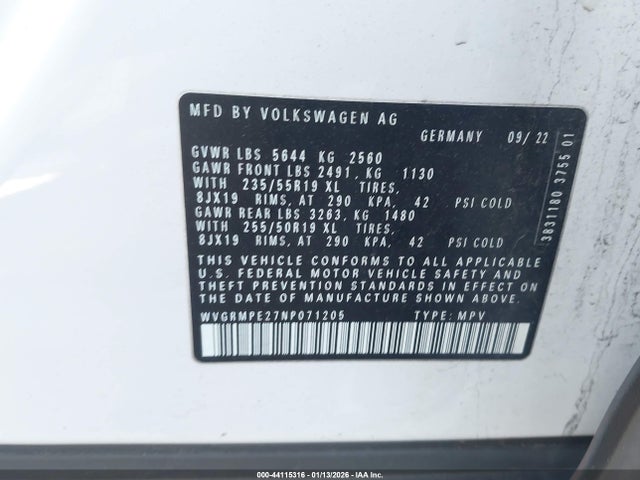 MFD BY VOLKSWAGEN AG
GERMANY 09/22
GVWR LBS 5644 KG 2560
GAWR FRONT LBS 2491, KG 1130
WITH 235/55R19 XL TIRES,
8JX19 RIMS, AT 290 KPA, 42 PSI COLD
GAWR REAR LBS 3263, KG 1480
WITH 255/50R19 XL TIRES,
8JX19 RIMS, AT 290 KPA, 42 PSI COLD
THIS VEHICLE CONFORMS TO ALL APPLICABLE
U.S. FEDERAL MOTOR VEHICLE SAFETY AND
THEFT PREVENTION STANDARDS IN EFFECT ON
THE DATE OF MANUFACTURE SHOWN ABOVE.
WVGRMPE27NP071205 TYPE: MPV
3831180 3755 01
000-44115316 - 01/13/2026 - IAA Inc.